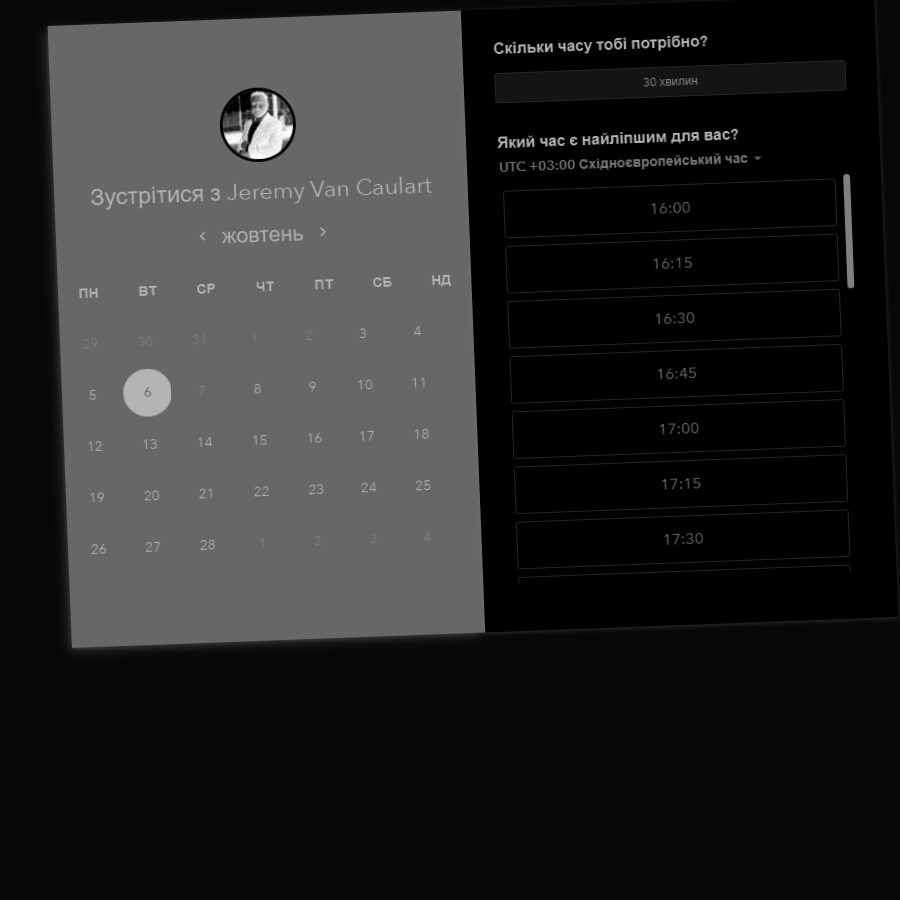 Зустрітися з Jeremy Van Caulart
‹ жовтень ›
ПН ВТ СР ЧТ ПТ СБ НД
29 30 31 1 2 3 4
5 6 7 8 9 10 11
12 13 14 15 16 17 18
19 20 21 22 23 24 25
26 27 28 1 2 3 4
Скільки часу тобі потрібно?
30 хвилин
Який час є найліпшим для вас?
UTC +03:00 Східноєвропейський час
16:00
16:15
16:30
16:45
17:00
17:15
17:30